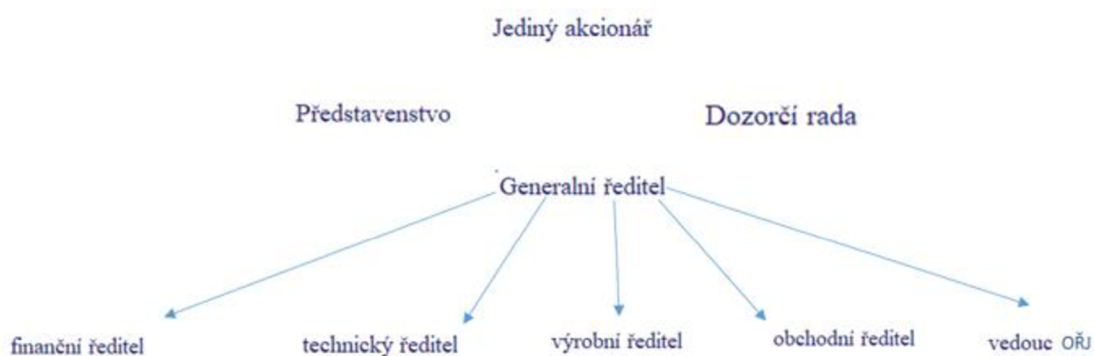 Jediný akcionář
Představenstvo
Dozorčí rada
Generalní ředitel
finanční ředitel
technický ředitel
výrobní ředitel
obchodní ředitel
vedouc OŘJ